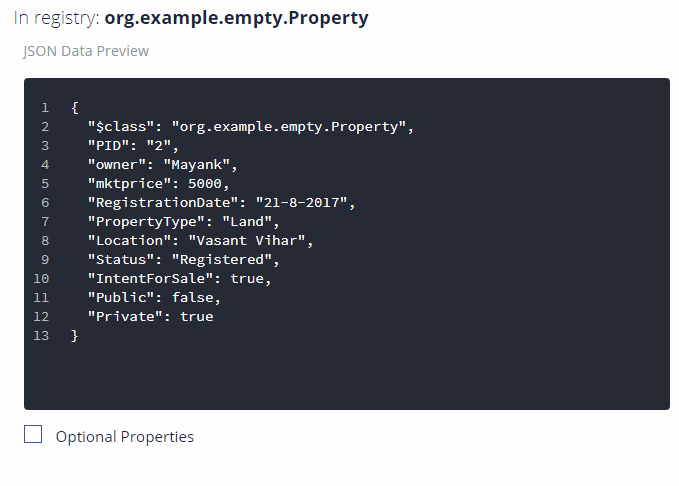 In registry: org.example.empty.Property
JSON Data Preview
1 {
2 "$class": "org.example.empty.Property",
3 "PID": "2",
4 "owner": "Mayank",
5 "mktprice": 5000,
6 "RegistrationDate": "21-8-2017",
7 "PropertyType": "Land",
8 "Location": "Vasant Vihar",
9 "Status": "Registered",
10 "IntentForSale": true,
11 "Public": false,
12 "Private": true
13 }
Optional Properties